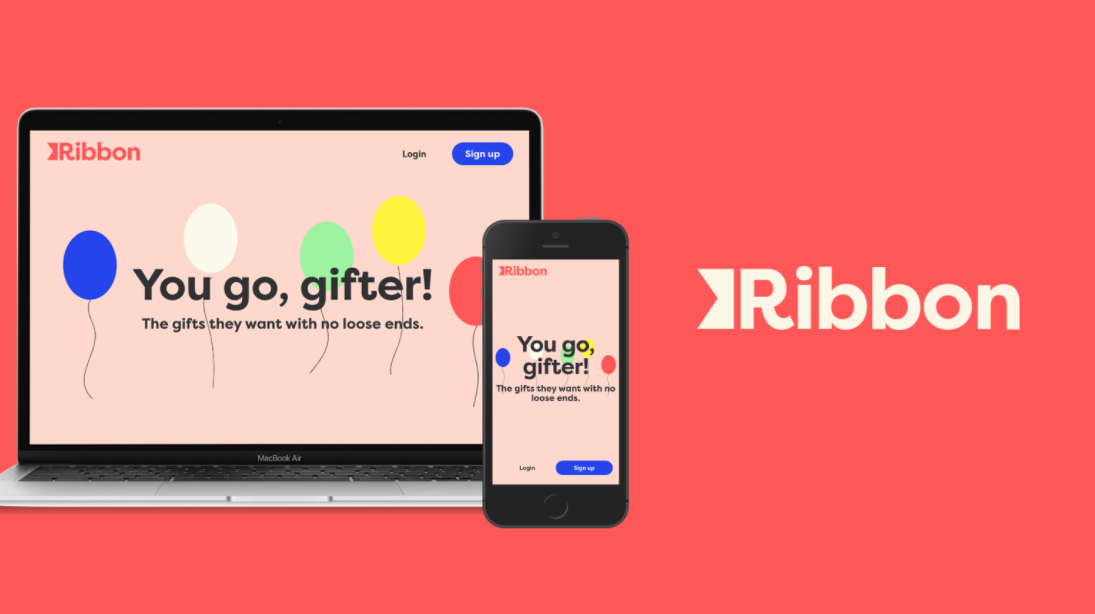 Ribbon
Login
Sign up
You go, gifter!
The gifts they want with no loose ends.
MacBook Air
Ribbon
You go,
gifter!
The gifts they want with no
loose ends.
Login
Sign up
Ribbon